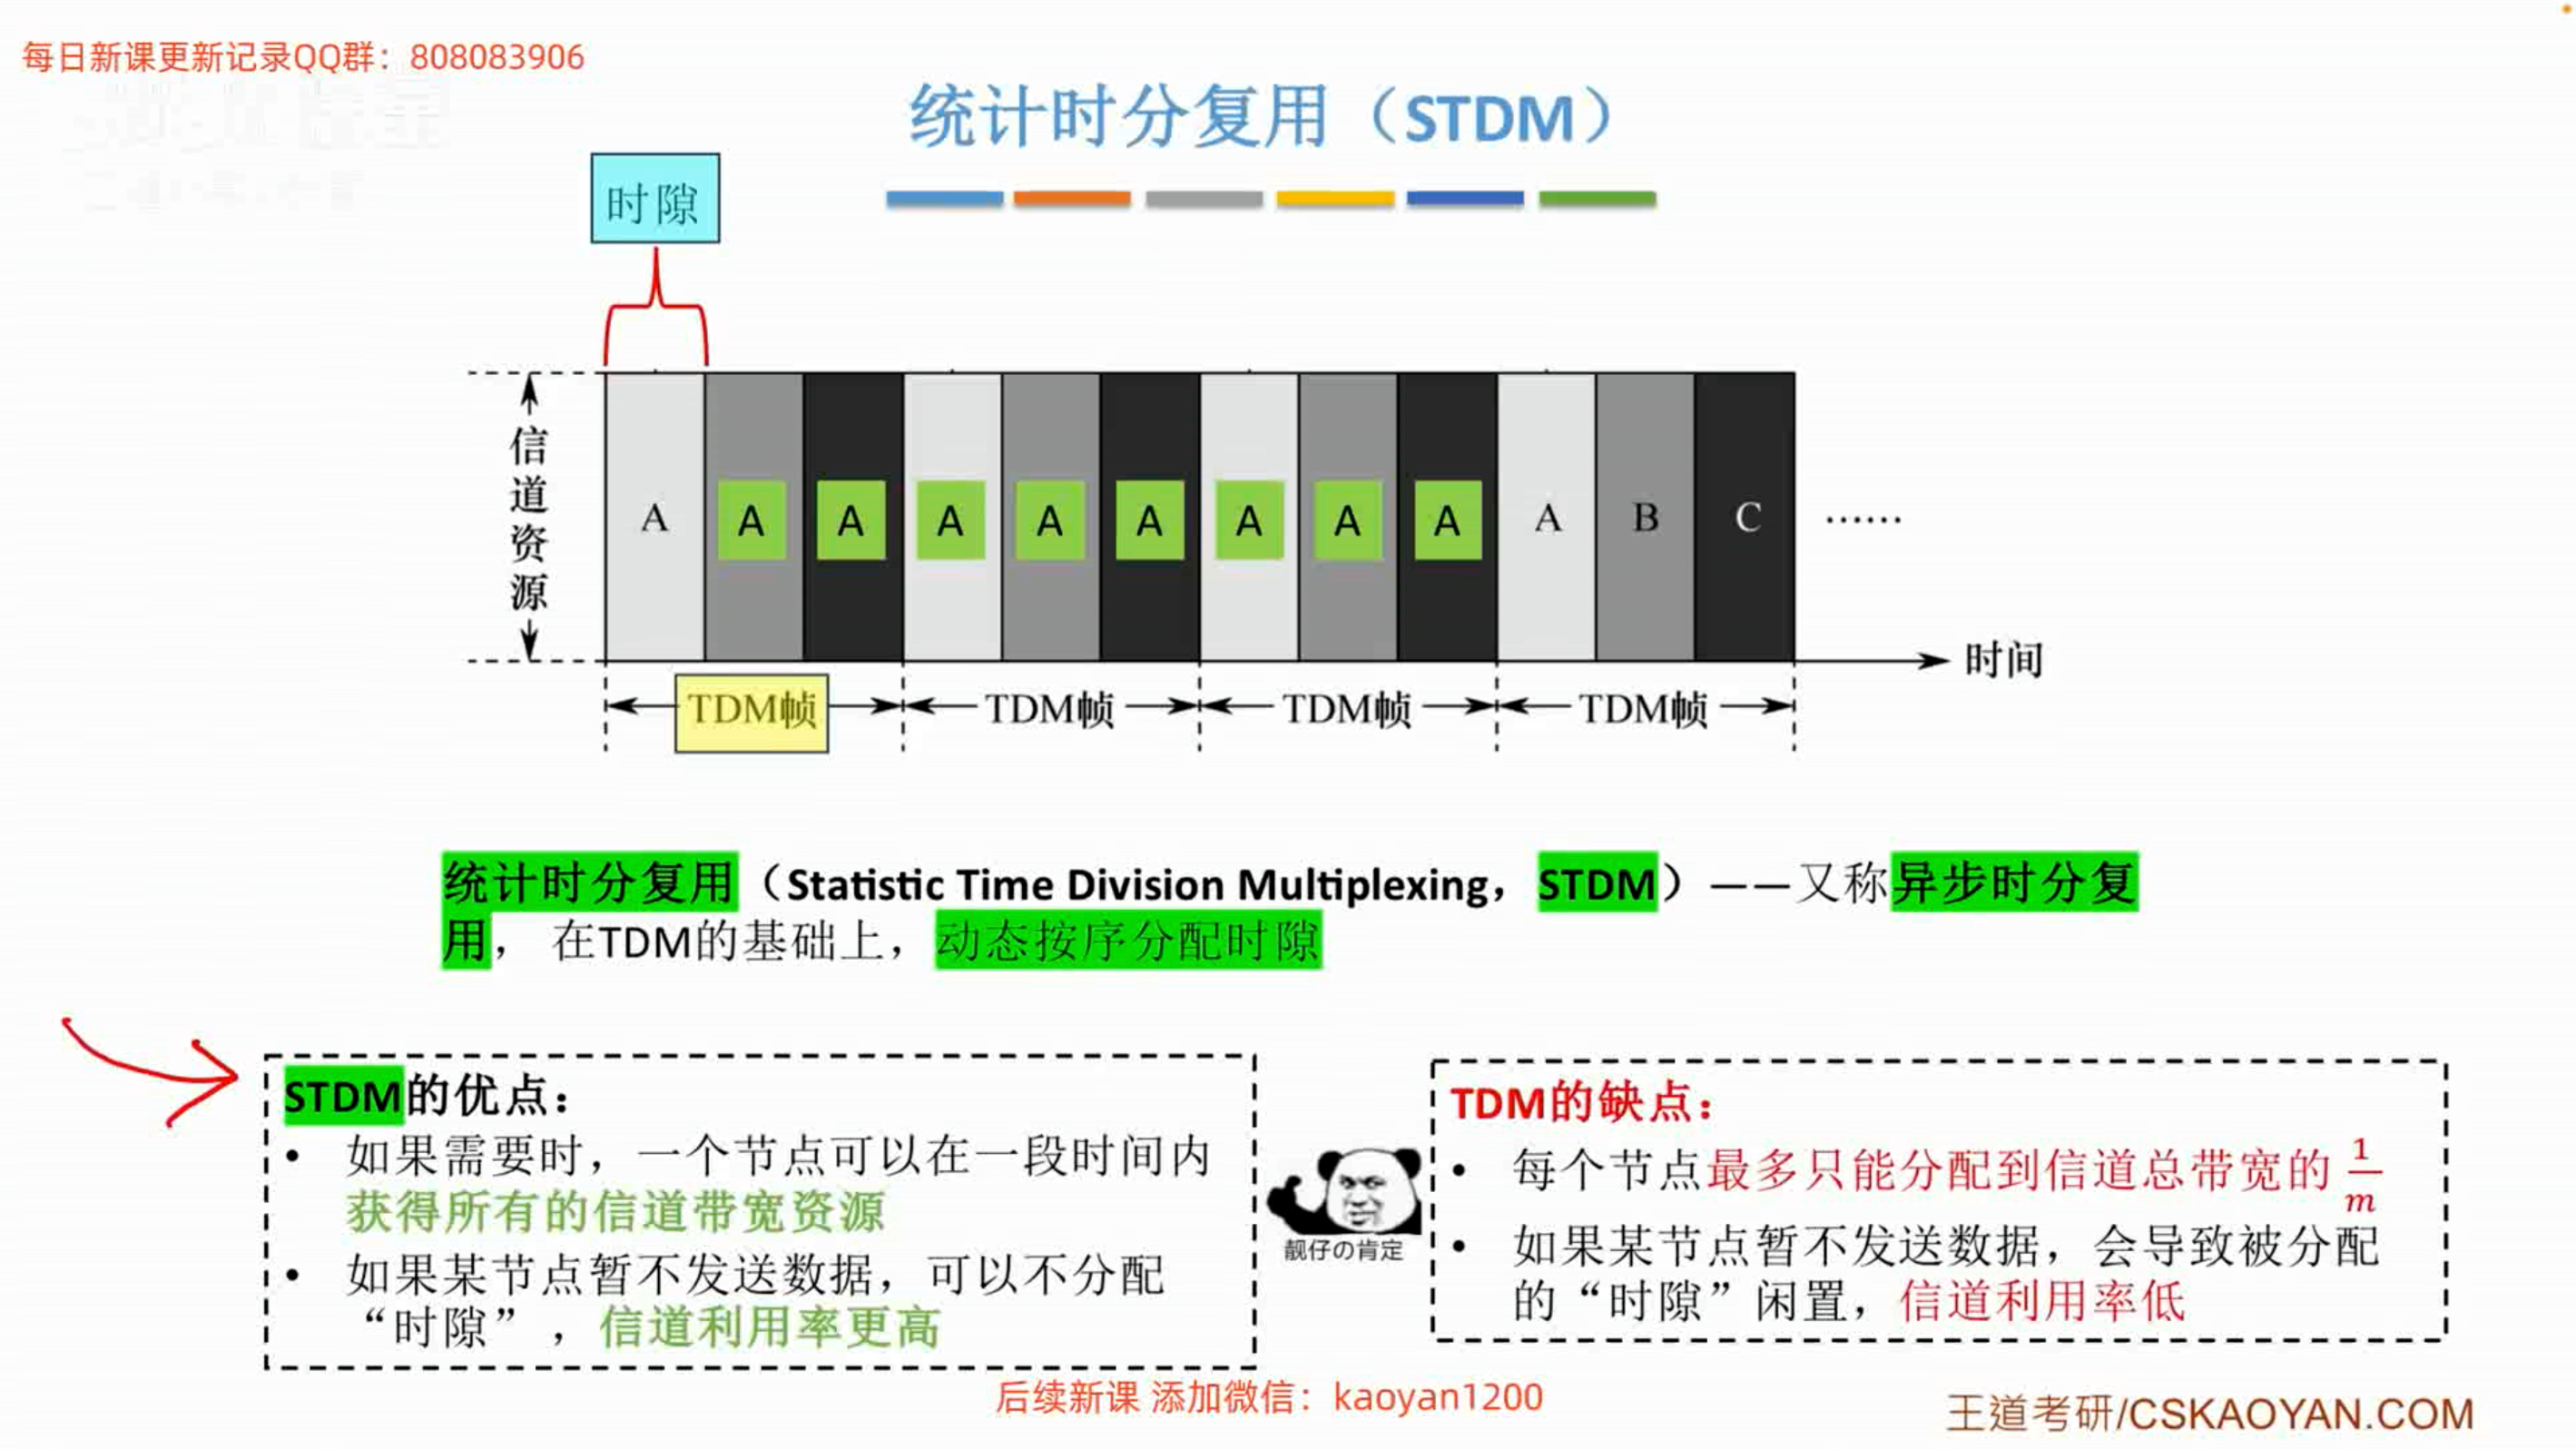 每日新课更新记录QQ群：808083906
统计时分复用（STDM）
时隙
信道资源
A A A A A A A A A A B C ……
时间
TDM帧 TDM帧 TDM帧 TDM帧
统计时分复用（Statistic Time Division Multiplexing，STDM）——又称异步时分复
用， 在TDM的基础上，动态按序分配时隙
STDM的优点：
• 如果需要时，一个节点可以在一段时间内
获得所有的信道带宽资源
• 如果某节点暂不发送数据，可以不分配
“时隙”，信道利用率更高
靓仔の肯定
TDM的缺点：
• 每个节点最多只能分配到信道总带宽的 1/m
• 如果某节点暂不发送数据，会导致被分配
的“时隙”闲置，信道利用率低
后续新课 添加微信：kaoyan1200
王道考研/CSKAOYAN.COM